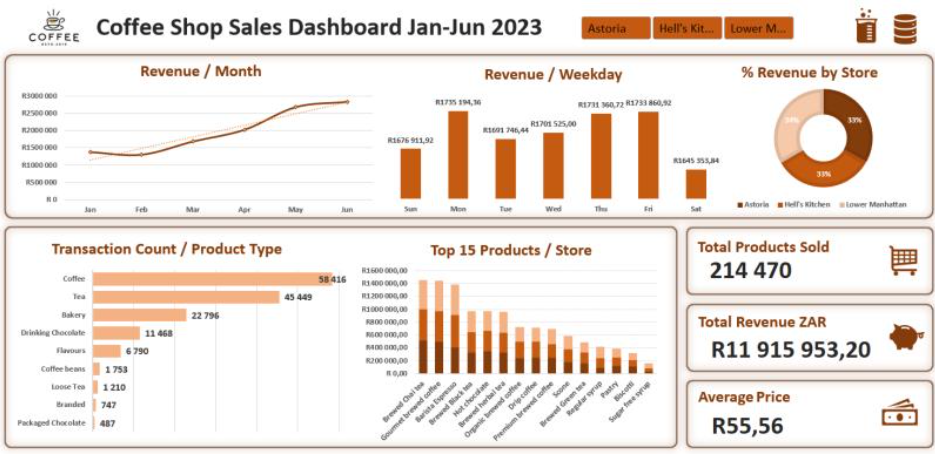 COFFEE
Coffee Shop Sales Dashboard Jan-Jun 2023
Astoria
Hell's Kit...
Lower M...
Revenue / Month
R3000 000
R2500 000
R2000 000
R1500 000
R1000 000
R500 000
R 0
Jan Feb Mar Apr May Jun
Revenue / Weekday
R1676 911,92
R1735 194,36
R1691 746,44
R1701 525,00
R1731 360,72
R1733 860,92
R1645 353,84
Sun Mon Tue Wed Thu Fri Sat
% Revenue by Store
33%
33%
Astoria Hell's Kitchen Lower Manhattan
Transaction Count / Product Type
Coffee 58 416
Tea 45 449
Bakery 22 796
Drinking Chocolate 11 468
Flavours 6 790
Coffee beans 1 753
Loose Tea 1 210
Branded 747
Packaged Chocolate 487
Top 15 Products / Store
R1600 000,00
R1400 000,00
R1200 000,00
R1000 000,00
R800 000,00
R600 000,00
R400 000,00
R200 000,00
R 0,00
Brewed Chai tea
Gourmet brewed coffee
Barista Espresso
Brewed Black tea
Hot chocolate
Brewed herbal tea
Organic brewed coffee
Drip coffee
Premium brewed coffee
Scone
Brewed Green tea
Regular syrup
Pastry
Biscotti
Sugar free syrup
Total Products Sold
214 470
Total Revenue ZAR
R11 915 953,20
Average Price
R55,56